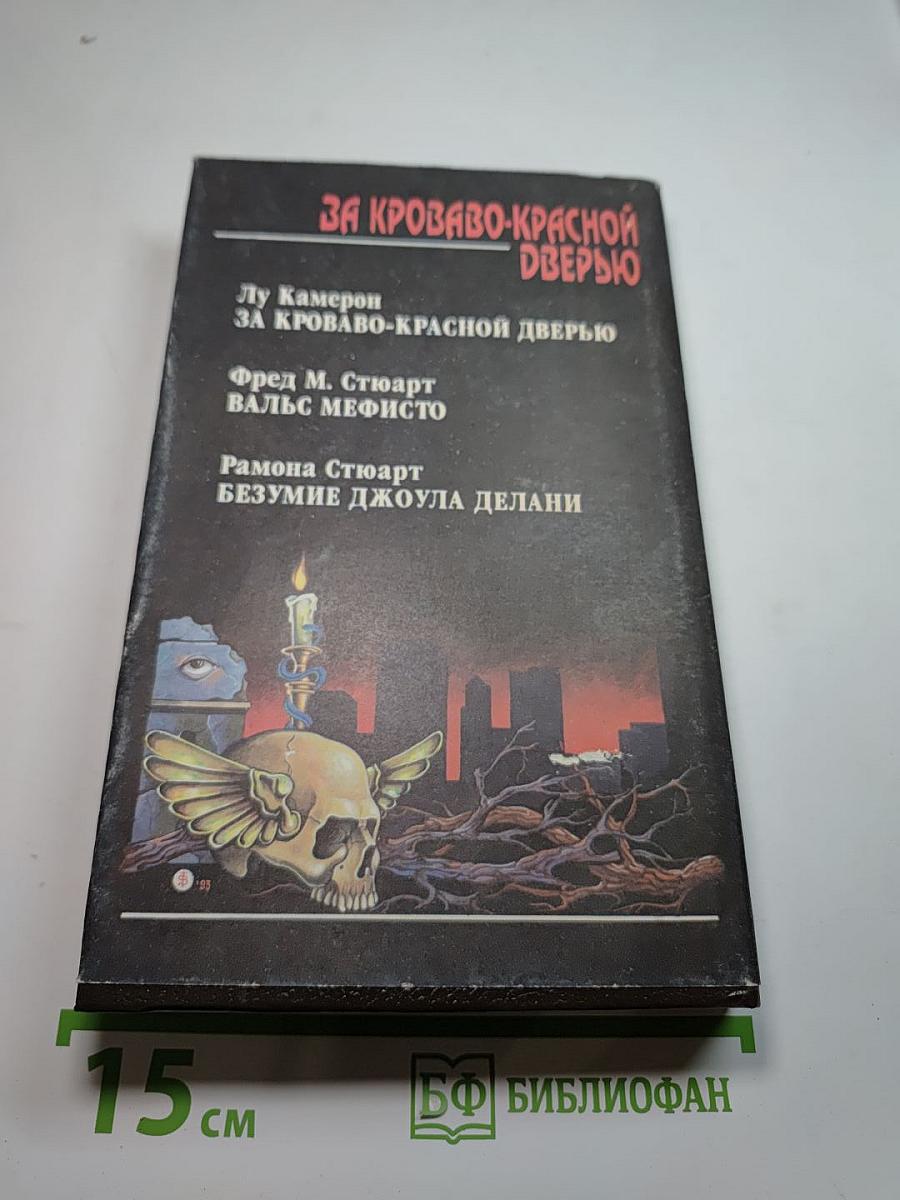 ЗА КРОВАВО-КРАСНОЙ
ДВЕРЬЮ
Лу Камерон
ЗА КРОВАВО-КРАСНОЙ ДВЕРЬЮ
Фред М. Стюарт
ВАЛЬС МЕФИСТО
Рамона Стюарт
БЕЗУМИЕ ДЖОУЛА ДЕЛАНИ
'93
15 см
БФ БИБЛИОФАН